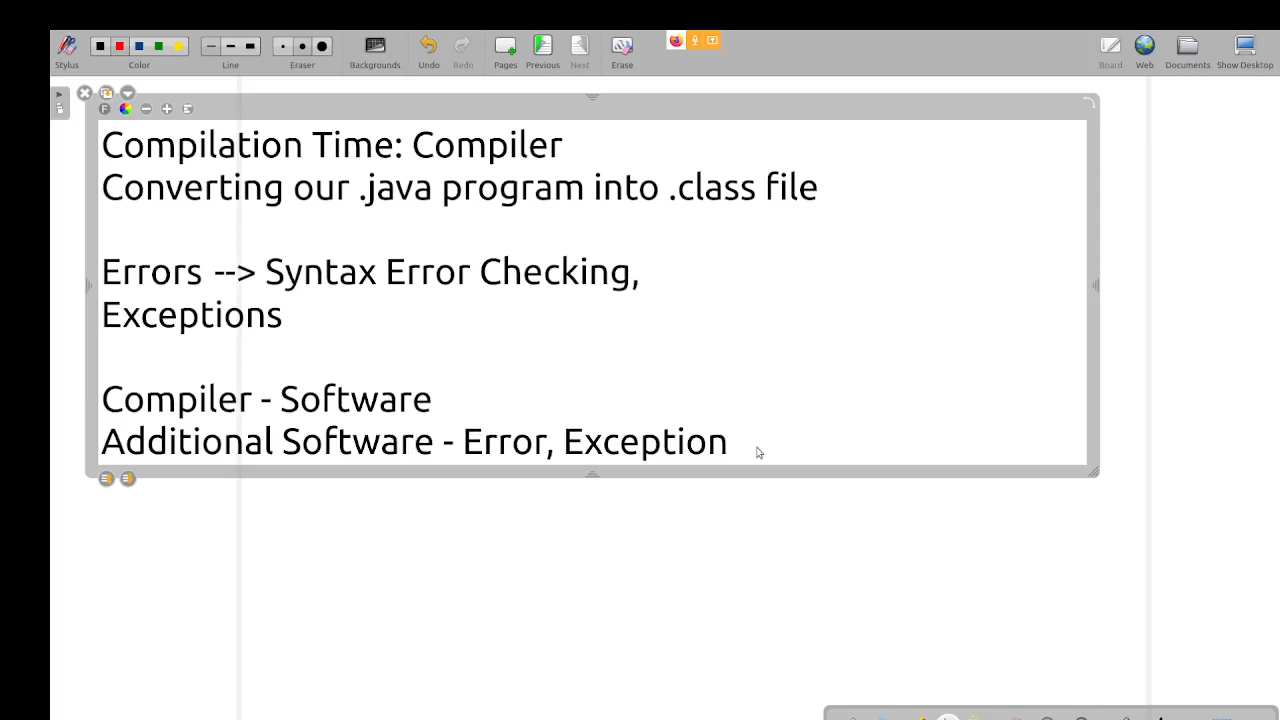 Stylus Color Line Eraser Backgrounds Undo Redo Pages Previous Next Erase Board Web Documents Show Desktop
F
Compilation Time: Compiler
Converting our .java program into .class file
Errors --> Syntax Error Checking,
Exceptions
Compiler - Software
Additional Software - Error, Exception